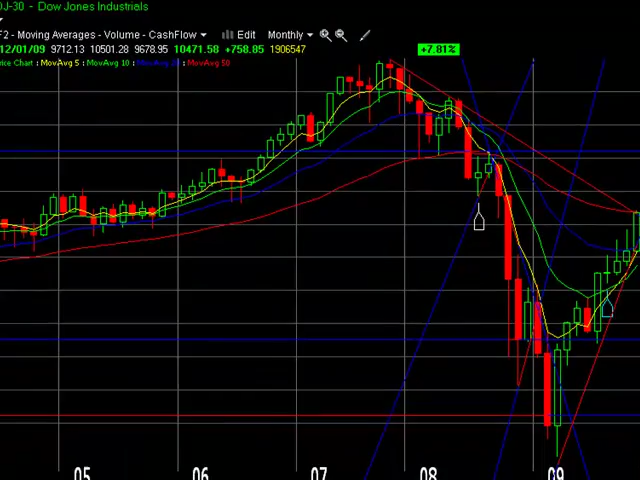 DJ-30 - Dow Jones Industrials
F2 - Moving Averages - Volume - CashFlow Edit Monthly
12/01/09 9712.13 10501.28 9678.95 10471.58 +758.85 1906547 +7.81%
rice Chart : MovAvg 5 : MovAvg 10 : : MovAvg 50
05 06 07 08 09